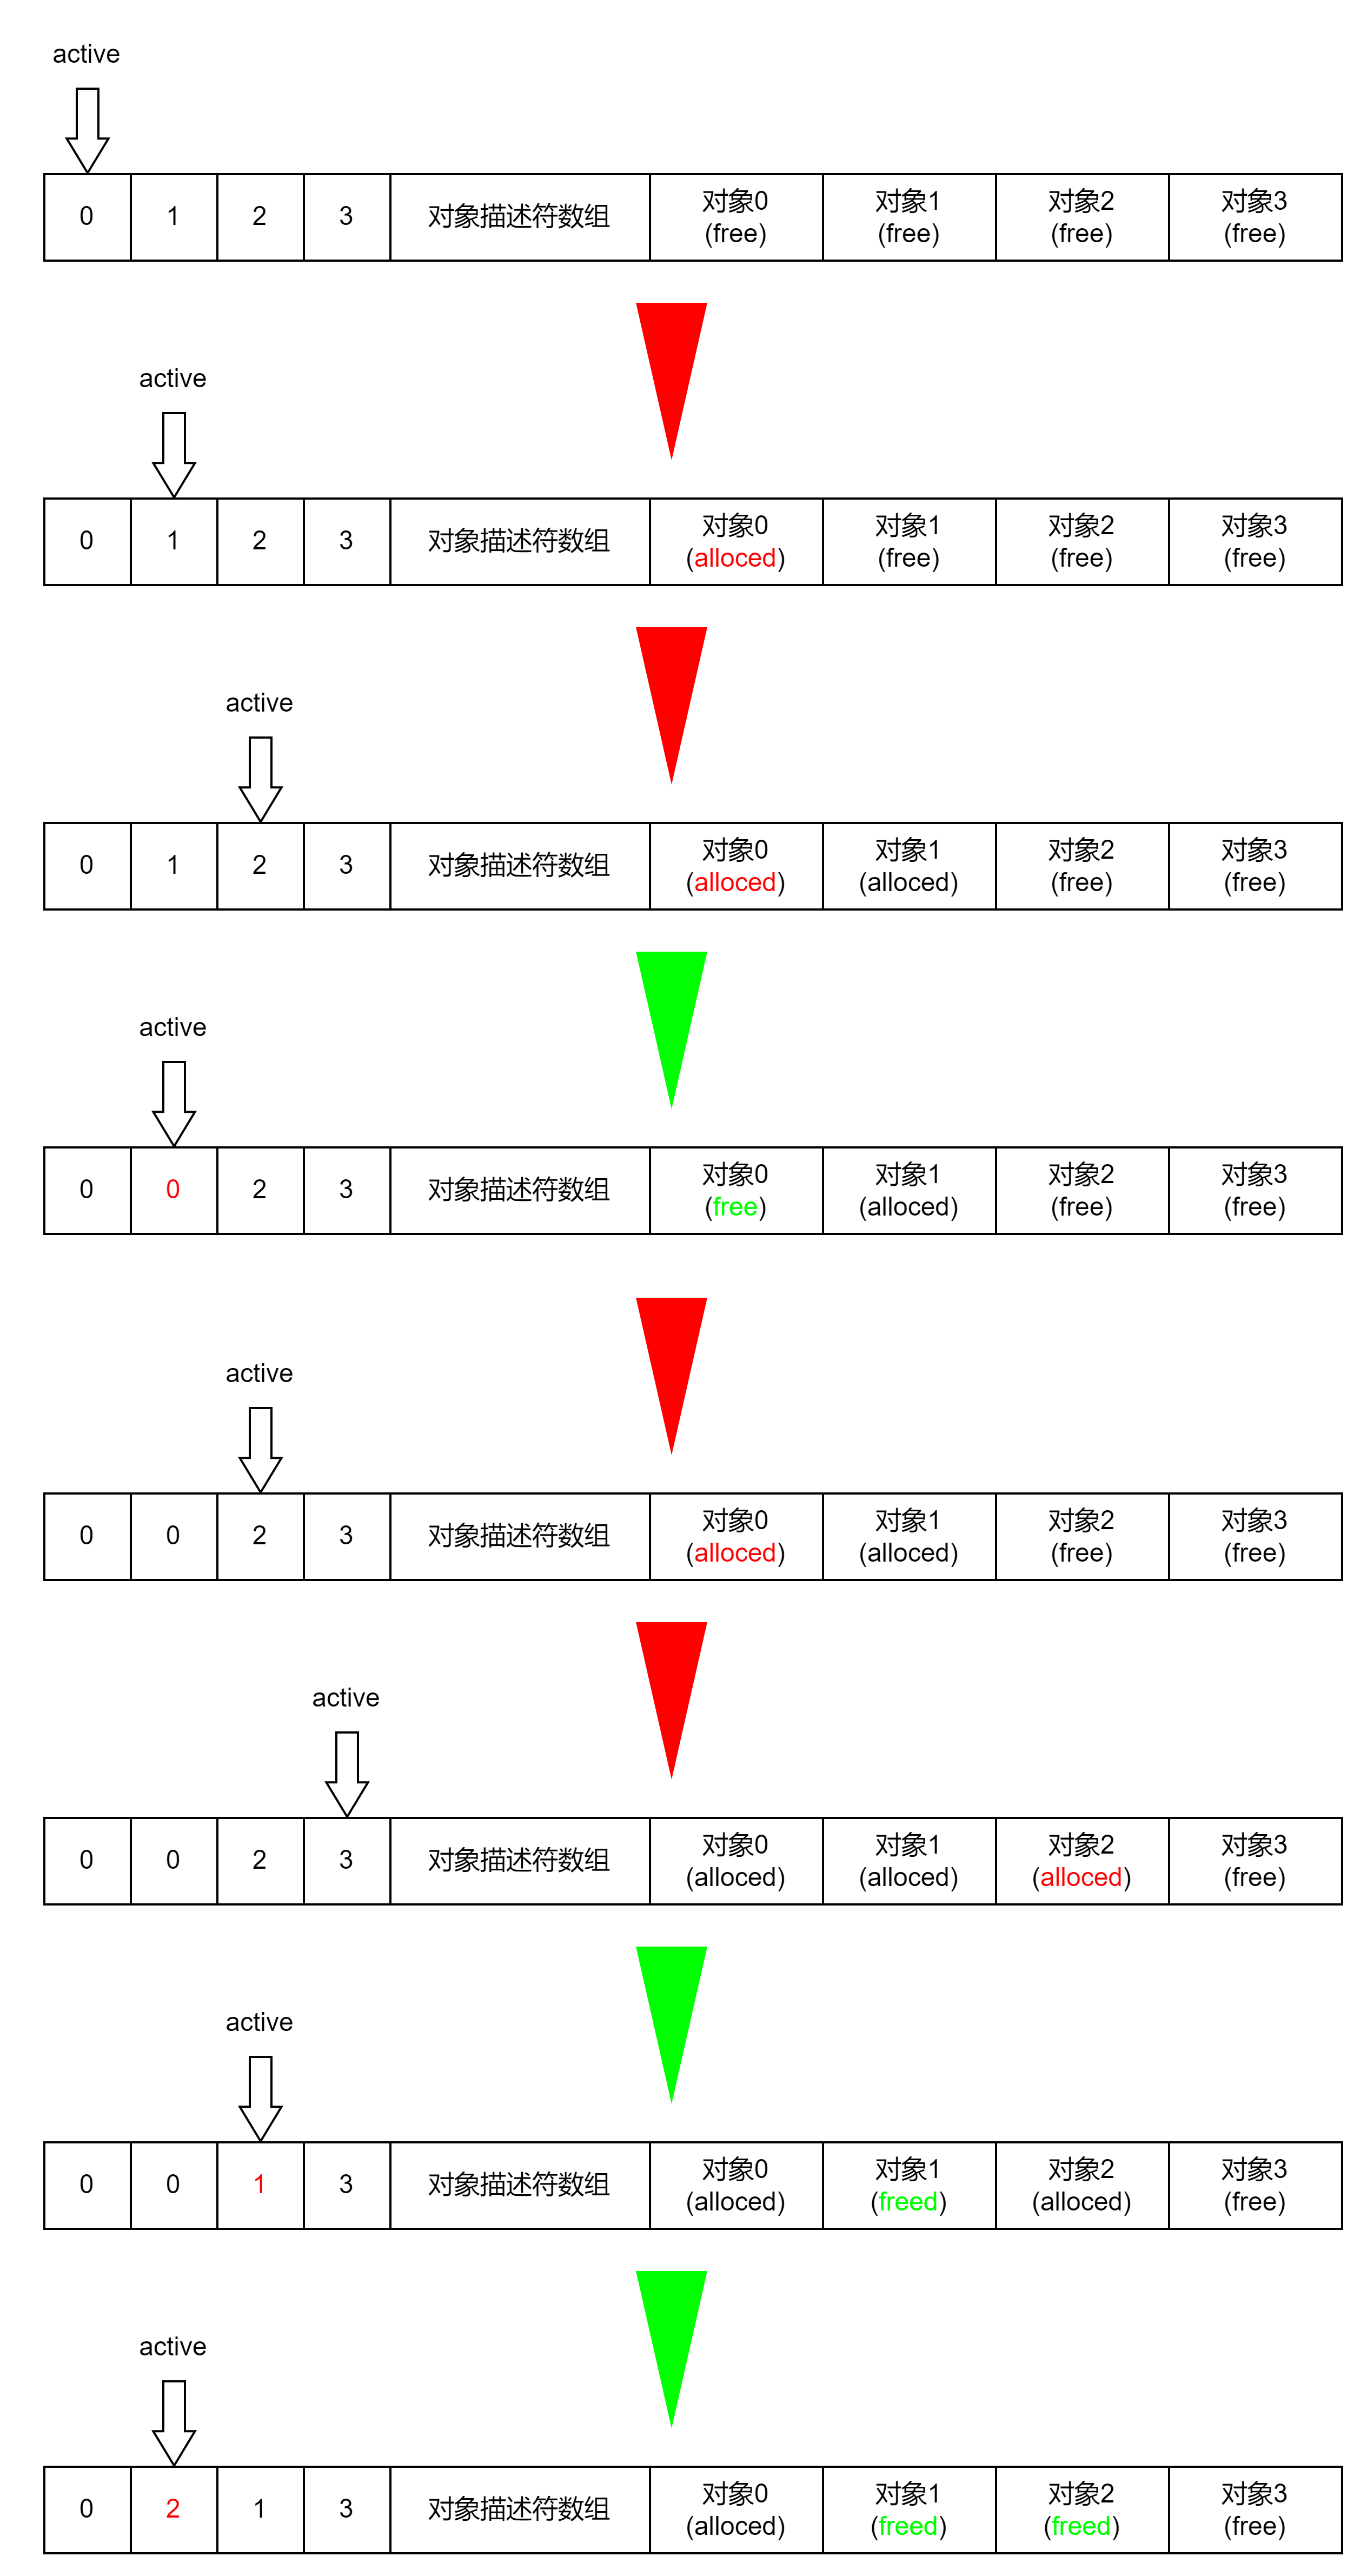 active
0 1 2 3 对象描述符数组 对象0 对象1 对象2 对象3
(free) (free) (free) (free)
active
0 1 2 3 对象描述符数组 对象0 对象1 对象2 对象3
(alloced) (free) (free) (free)
active
0 1 2 3 对象描述符数组 对象0 对象1 对象2 对象3
(alloced) (alloced) (free) (free)
active
0 0 2 3 对象描述符数组 对象0 对象1 对象2 对象3
(free) (alloced) (free) (free)
active
0 0 2 3 对象描述符数组 对象0 对象1 对象2 对象3
(alloced) (alloced) (free) (free)
active
0 0 2 3 对象描述符数组 对象0 对象1 对象2 对象3
(alloced) (alloced) (alloced) (free)
active
0 0 1 3 对象描述符数组 对象0 对象1 对象2 对象3
(alloced) (freed) (alloced) (free)
active
0 2 1 3 对象描述符数组 对象0 对象1 对象2 对象3
(alloced) (freed) (freed) (free)